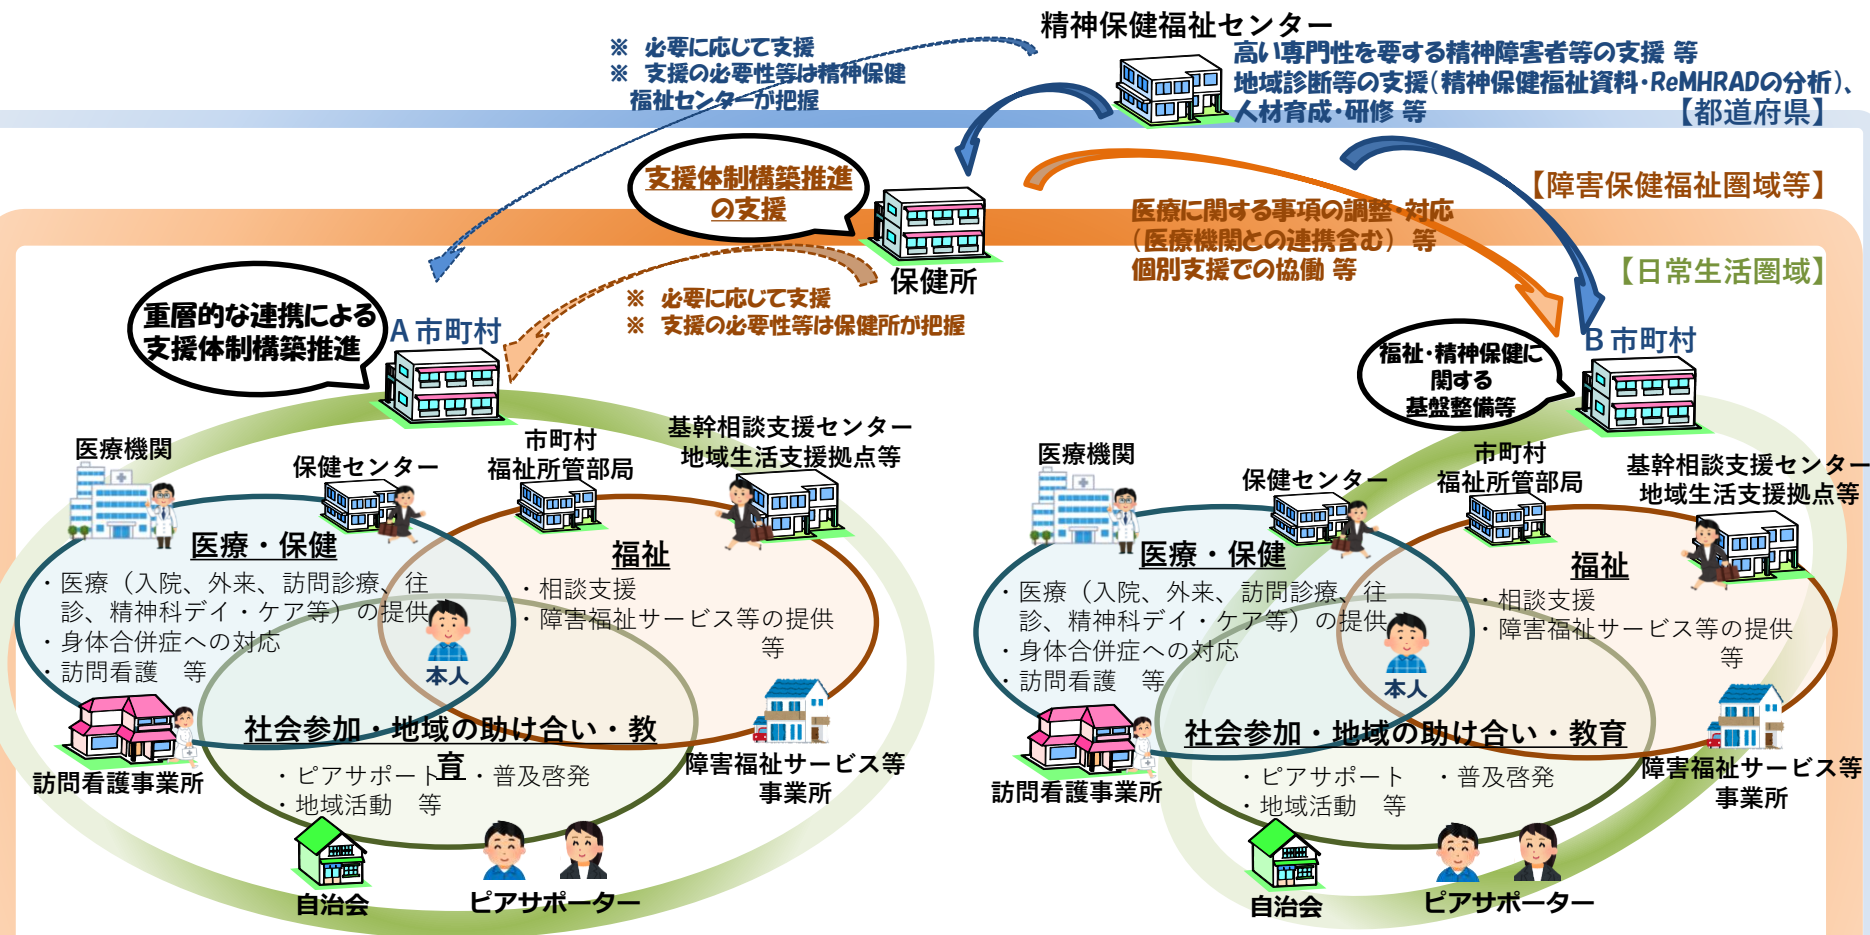 精神保健福祉センター
※　必要に応じて支援
※　支援の必要性等は精神保健
福祉センターが把握
高い専門性を要する精神障害者等の支援 等
地域診断等の支援（精神保健福祉資料・ReMHRADの分析）、
人材育成・研修 等
【都道府県】
支援体制構築推進
の支援
保健所
【障害保健福祉圏域等】
医療に関する事項の調整・対応
（医療機関との連携含む）　等
個別支援での協働 等
【日常生活圏域】
※　必要に応じて支援
※　支援の必要性等は保健所が把握
重層的な連携による
支援体制構築推進
A 市町村
医療機関
保健センター
市町村
福祉所管部局
基幹相談支援センター
地域生活支援拠点等
医療・保健
・医療（入院、外来、訪問診療、往
診、精神科デイ・ケア等）の提供
・身体合併症への対応
・訪問看護　等
福祉
・相談支援
・障害福祉サービス等の提供
等
本人
社会参加・地域の助け合い・教
育
・ピアサポート　・普及啓発
・地域活動　等
訪問看護事業所
障害福祉サービス等
事業所
自治会
ピアサポーター
福祉・精神保健に
関する
基盤整備等
B 市町村
医療機関
保健センター
市町村
福祉所管部局
基幹相談支援センター
地域生活支援拠点等
医療・保健
・医療（入院、外来、訪問診療、往
診、精神科デイ・ケア等）の提供
・身体合併症への対応
・訪問看護　等
福祉
・相談支援
・障害福祉サービス等の提供
等
本人
社会参加・地域の助け合い・教育
・ピアサポート　・普及啓発
・地域活動　等
訪問看護事業所
障害福祉サービス等
事業所
自治会
ピアサポーター